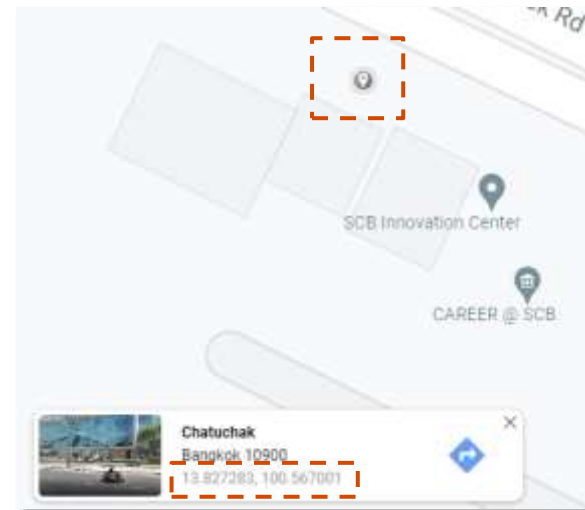 k Rd
SCB Innovation Center
CAREER @ SCB
Chatuchak
Bangkok 10900
13.827283, 100.567001